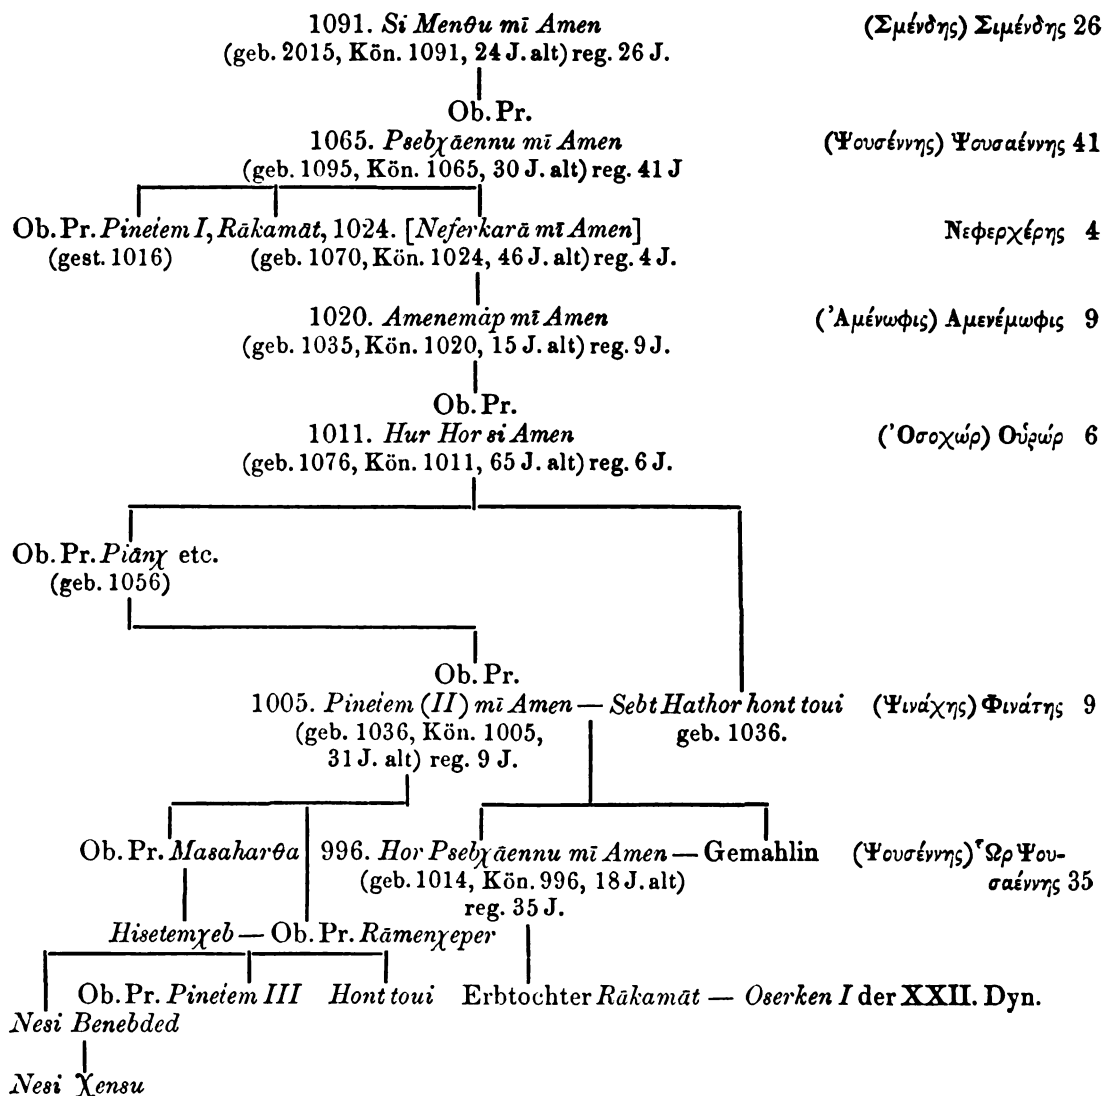 1091. Si Menθu mī Amen (Σμένδης) Σιμένδης 26
(geb. 2015, Kön. 1091, 24 J. alt) reg. 26 J.
Ob. Pr.
1065. Psebχāennu mī Amen (Ψουσέννης) Ψουσαέννης 41
(geb. 1095, Kön. 1065, 30 J. alt) reg. 41 J
Ob. Pr. Pineiem I, Rākamāt, 1024. [Neferkarā mī Amen] Νεφερχέρης 4
(gest. 1016) (geb. 1070, Kön. 1024, 46 J. alt) reg. 4 J.
1020. Amenemȧp mī Amen (Ἀμένωφις) Αμενέμωφις 9
(geb. 1035, Kön. 1020, 15 J. alt) reg. 9 J.
Ob. Pr.
1011. Hur Hor si Amen (Ὀσοχώρ) Οὑρώρ 6
(geb. 1076, Kön. 1011, 65 J. alt) reg. 6 J.
Ob. Pr. Piānχ etc.
(geb. 1056)
Ob. Pr.
1005. Pineiem (II) mī Amen — Sebt Hathor hont toui (Ψινάχης) Φινάτης 9
(geb. 1036, Kön. 1005, geb. 1036.
31 J. alt) reg. 9 J.
Ob. Pr. Masaharθa 996. Hor Psebχāennu mī Amen — Gemahlin (Ψουσέννης) Ὧρ Ψου-
(geb. 1014, Kön. 996, 18 J. alt) σαέννης 35
reg. 35 J.
Hisetemχeb — Ob. Pr. Rāmenχeper
Ob. Pr. Pineiem III Hont toui Erbtochter Rākamāt — Oserken I der XXII. Dyn.
Nesi Benebded
Nesi Χensu